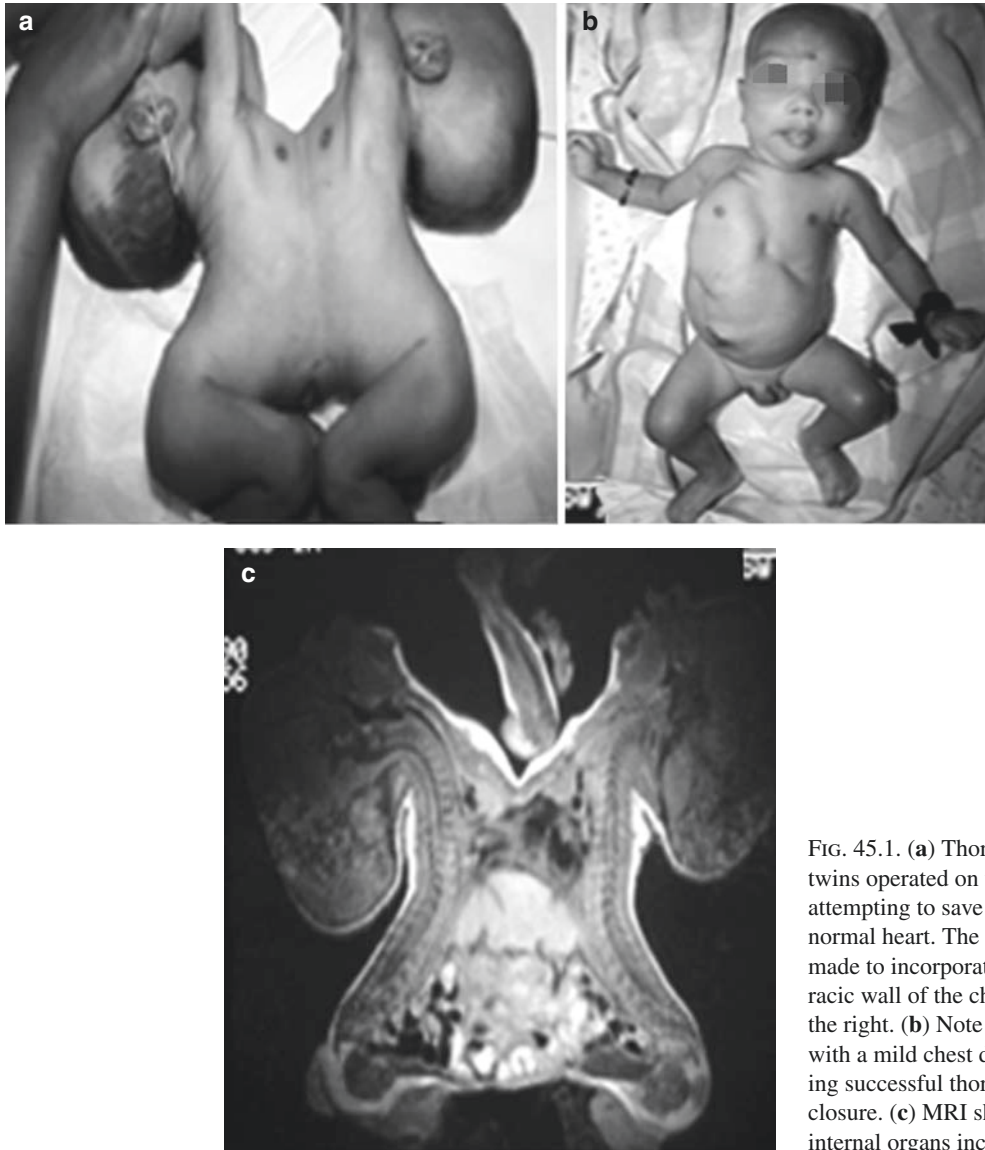 a
b
c
FIG. 45.1. (a) Thor
twins operated on
attempting to save
normal heart. The
made to incorporat
racic wall of the ch
the right. (b) Note
with a mild chest d
ing successful thor
closure. (c) MRI sl
internal organs inc